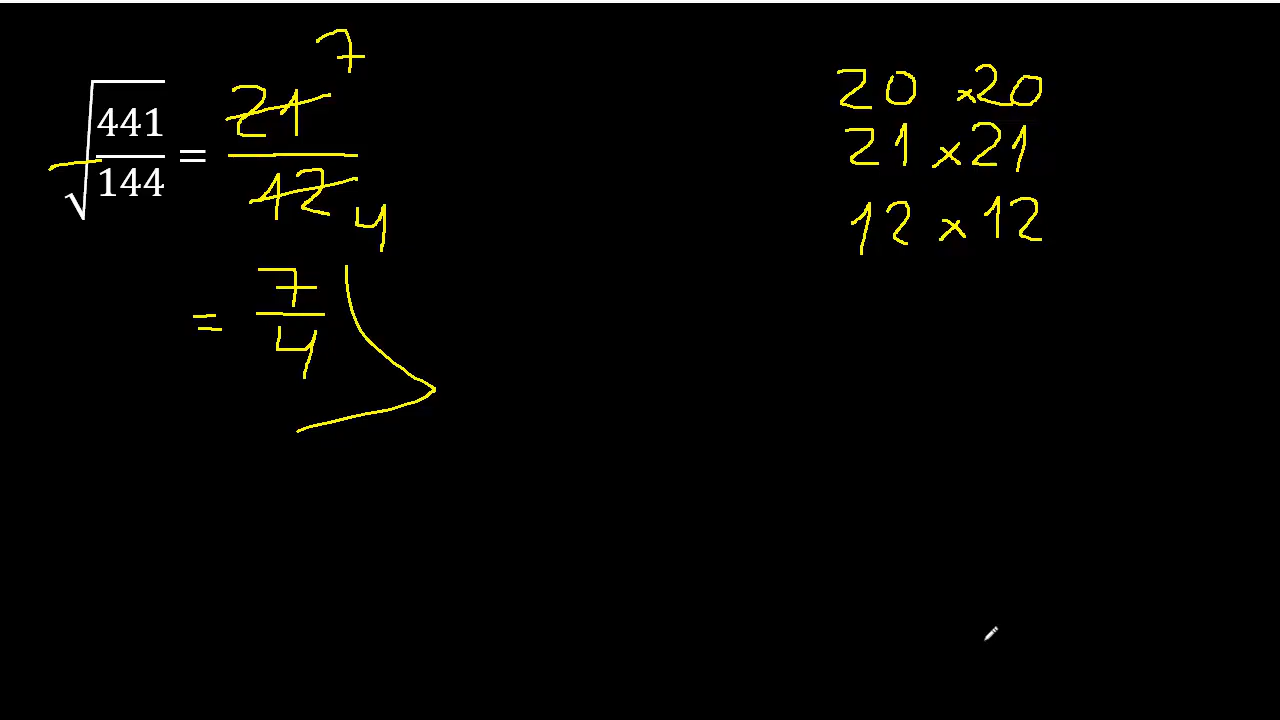 √(441/144) = 21/12 7 4
= 7/4
20 ×20
21 × 21
12 × 12